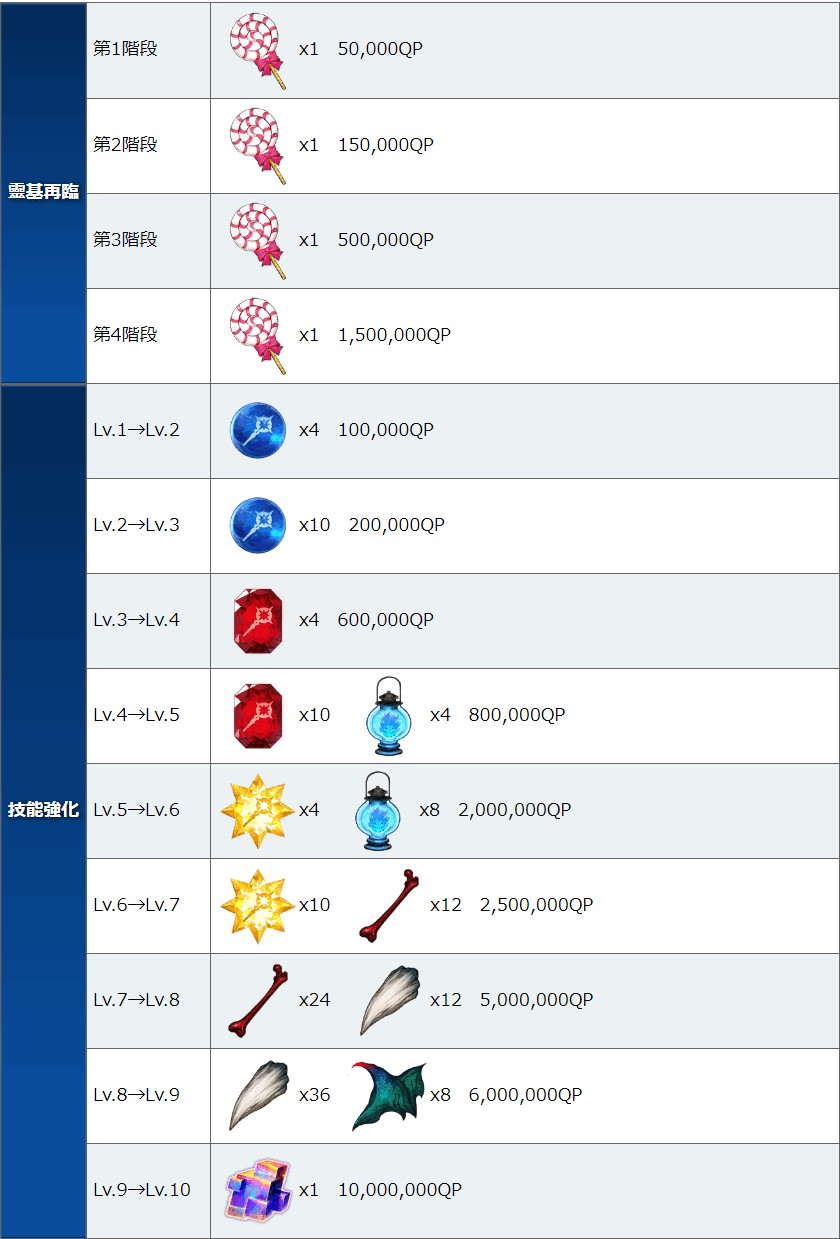 靈基再臨
第1階段 x1 50,000QP
第2階段 x1 150,000QP
第3階段 x1 500,000QP
第4階段 x1 1,500,000QP
技能強化
Lv.1→Lv.2 x4 100,000QP
Lv.2→Lv.3 x10 200,000QP
Lv.3→Lv.4 x4 600,000QP
Lv.4→Lv.5 x10 x4 800,000QP
Lv.5→Lv.6 x4 x8 2,000,000QP
Lv.6→Lv.7 x10 x12 2,500,000QP
Lv.7→Lv.8 x24 x12 5,000,000QP
Lv.8→Lv.9 x36 x8 6,000,000QP
Lv.9→Lv.10 x1 10,000,000QP